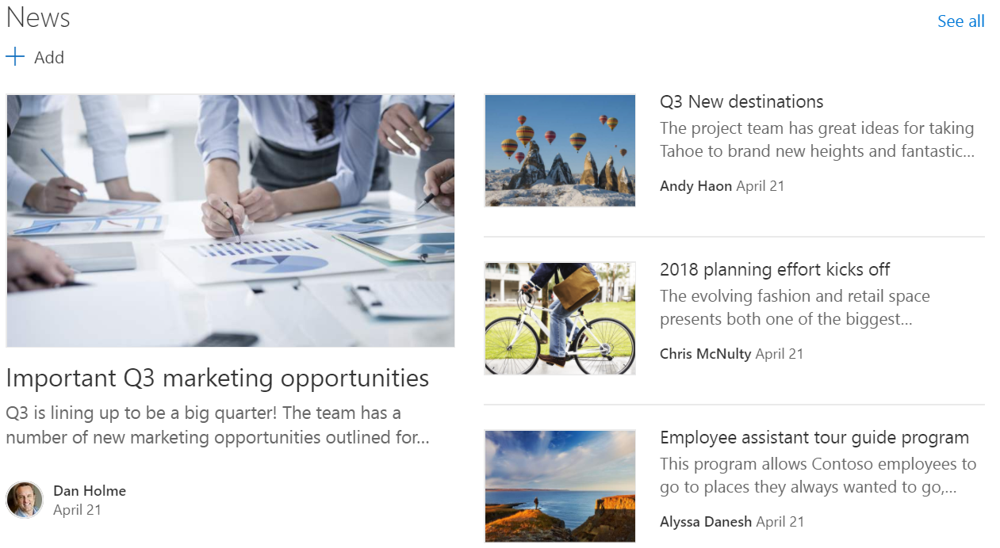 News
See all
Add
Important Q3 marketing opportunities
Q3 is lining up to be a big quarter! The team has a
number of new marketing opportunities outlined for...
Dan Holme
April 21
Q3 New destinations
The project team has great ideas for taking
Tahoe to brand new heights and fantastic...
Andy Haon April 21
2018 planning effort kicks off
The evolving fashion and retail space
presents both one of the biggest...
Chris McNulty April 21
Employee assistant tour guide program
This program allows Contoso employees to
go to places they always wanted to go,...
Alyssa Danesh April 21